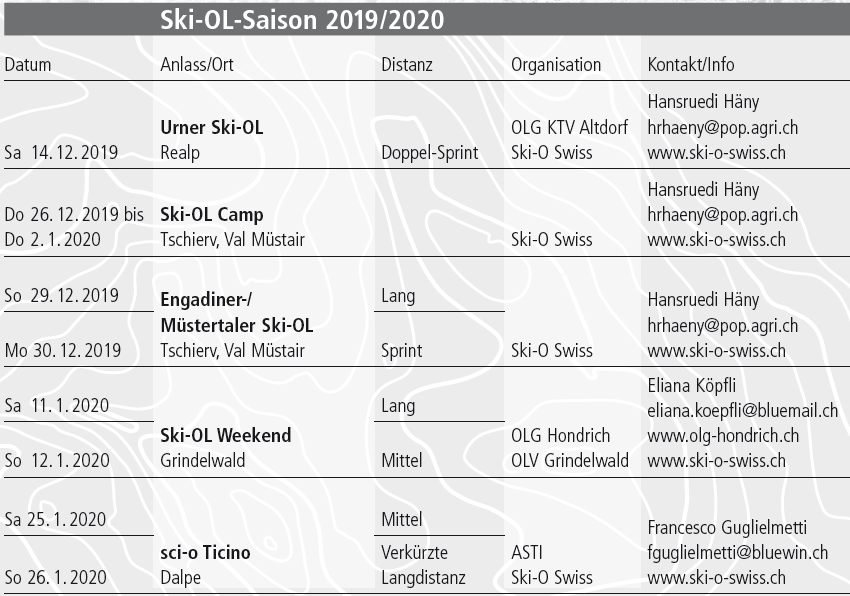 Ski-OL-Saison 2019/2020
Datum Anlass/Ort Distanz Organisation Kontakt/Info
Hansruedi Häny
Urner Ski-OL OLG KTV Altdorf hrhaeny@pop.agri.ch
Sa 14.12.2019 Realp Doppel-Sprint Ski-O Swiss www.ski-o-swiss.ch
Hansruedi Häny
Do 26.12.2019 bis Ski-OL Camp hrhaeny@pop.agri.ch
Do 2.1.2020 Tschierv, Val Müstair Ski-O Swiss www.ski-o-swiss.ch
So 29.12.2019 Engadiner-/ Lang Hansruedi Häny
Müstertaler Ski-OL hrhaeny@pop.agri.ch
Mo 30.12.2019 Tschierv, Val Müstair Sprint Ski-O Swiss www.ski-o-swiss.ch
Eliana Köpfli
Sa 11.1.2020 Lang eliana.koepfli@bluemail.ch
Ski-OL Weekend OLG Hondrich www.olg-hondrich.ch
So 12.1.2020 Grindelwald Mittel OLV Grindelwald www.ski-o-swiss.ch
Sa 25.1.2020 Mittel Francesco Guglielmetti
sci-o Ticino Verkürzte ASTI fguglielmetti@bluewin.ch
So 26.1.2020 Dalpe Langdistanz Ski-O Swiss www.ski-o-swiss.ch